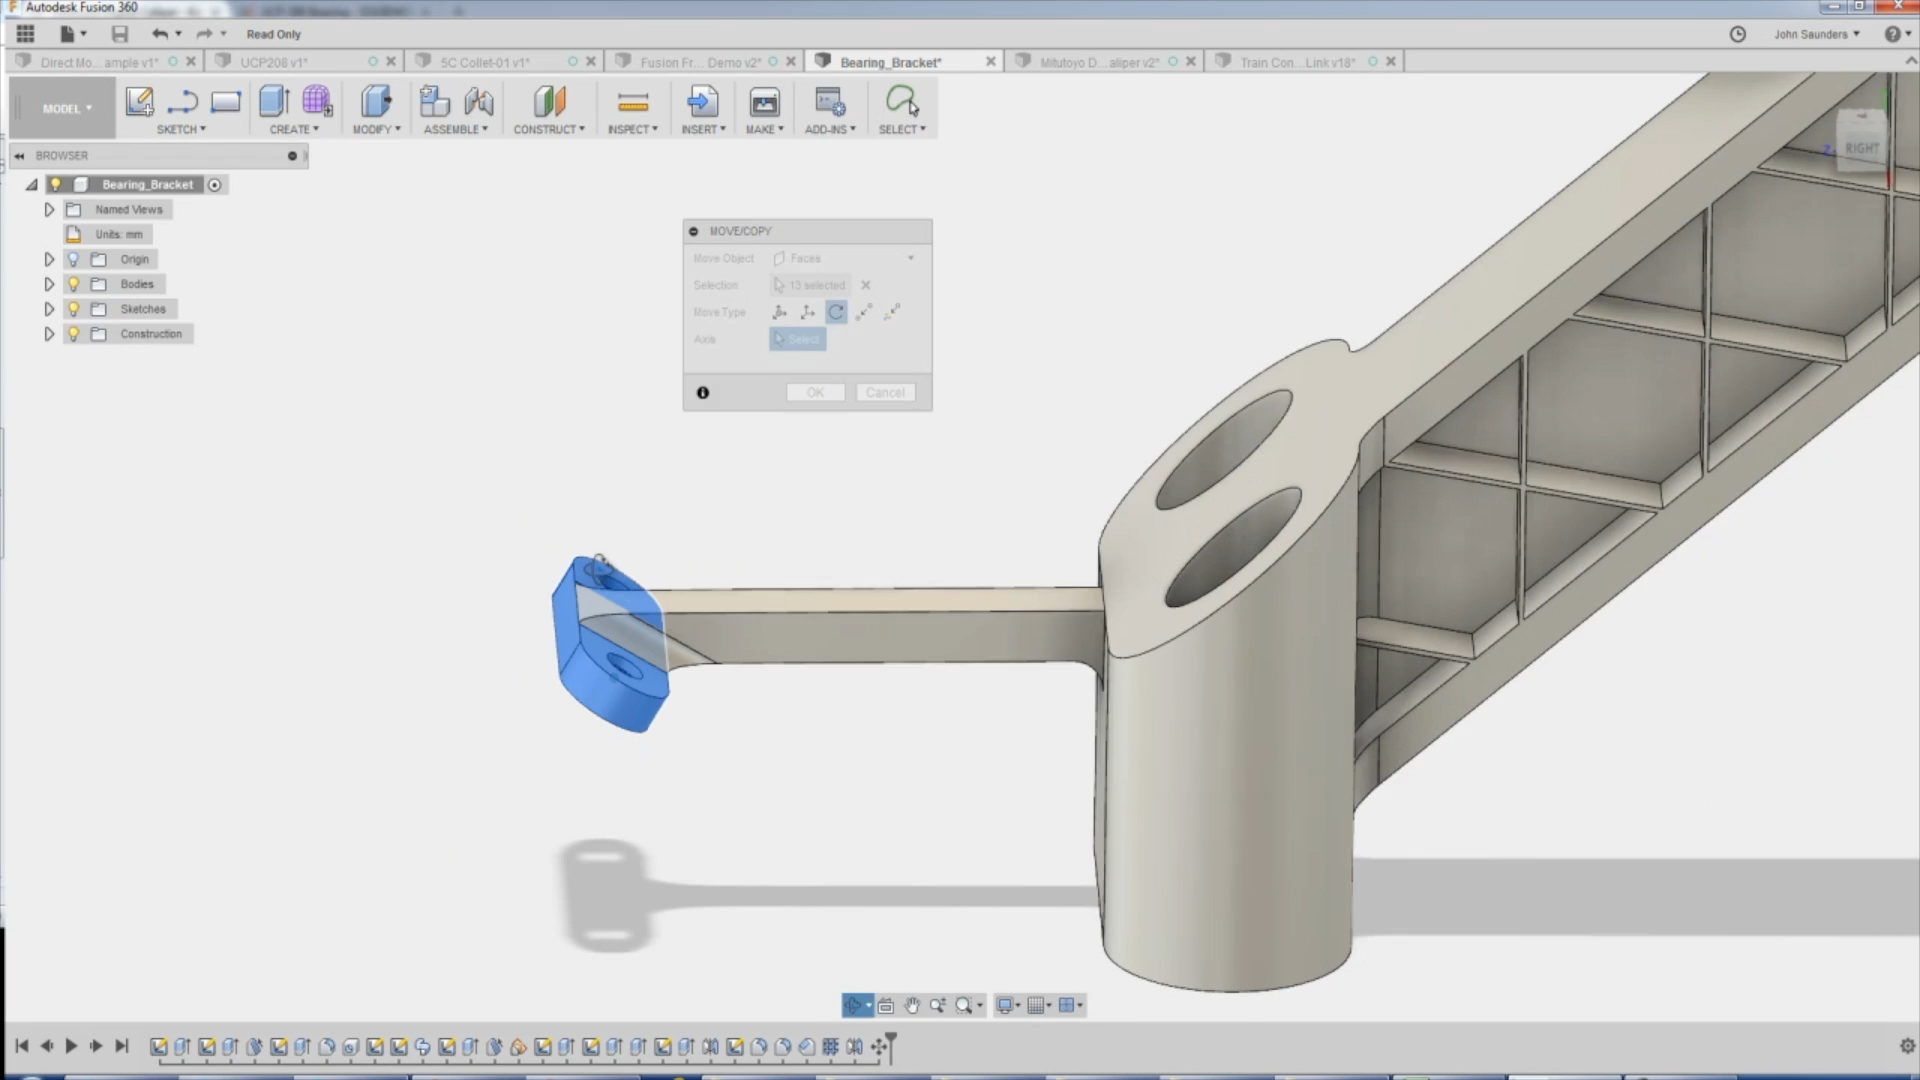 Autodesk Fusion 360
Read Only
John Saunders
Direct Mo...ample v1*
UCP208 v1*
5C Collet-01 v1*
Fusion Fr... Demo v2*
Bearing_Bracket*
Mitutoyo D...aliper v2*
Train Con...Link v18*
MODEL
SKETCH
CREATE
MODIFY
ASSEMBLE
CONSTRUCT
INSPECT
INSERT
MAKE
ADD-INS
SELECT
BROWSER
Bearing_Bracket
Named Views
Units: mm
Origin
Bodies
Sketches
Construction
MOVE/COPY
Move Object
Faces
Selection
13 selected
Move Type
Axis
Select
OK
Cancel
RIGHT
Z